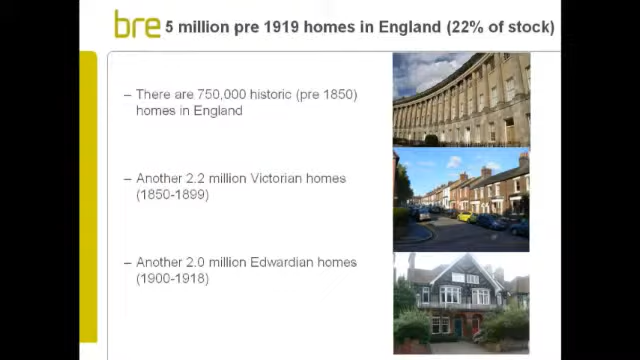 bre 5 million pre 1919 homes in England (22% of stock)
– There are 750,000 historic (pre 1850)
homes in England
– Another 2.2 million Victorian homes
(1850-1899)
– Another 2.0 million Edwardian homes
(1900-1918)